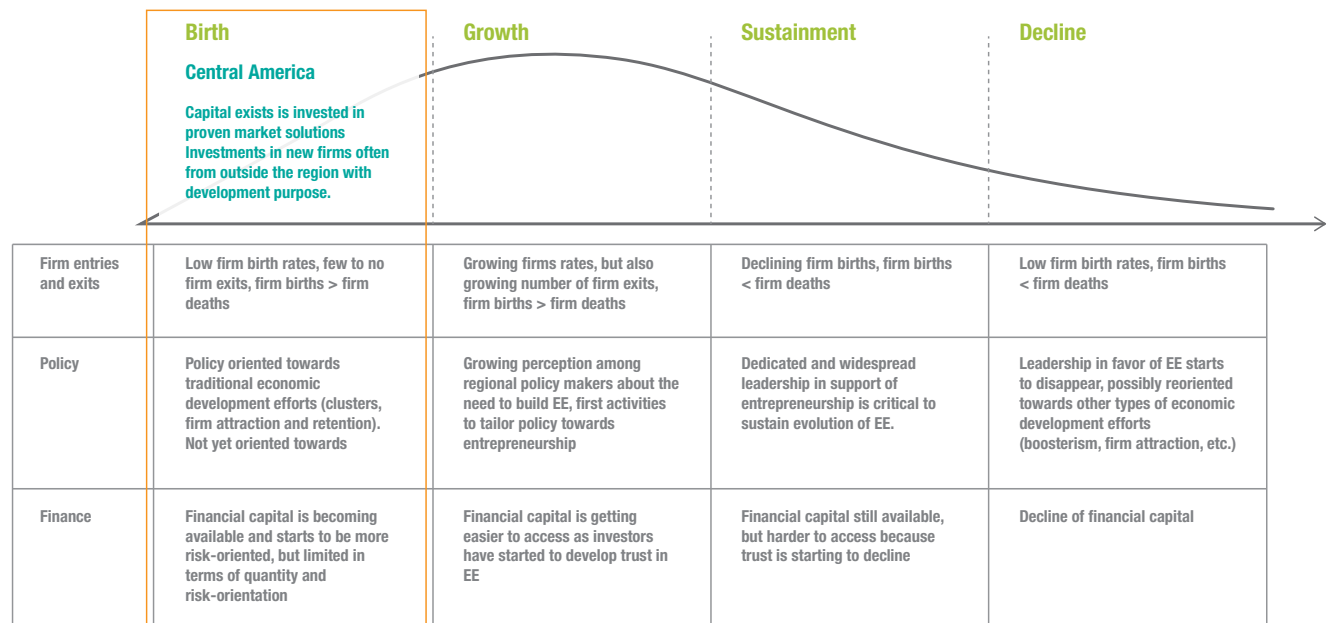 Birth
Growth
Sustainment
Decline
Central America
Capital exists is invested in
proven market solutions
Investments in new firms often
from outside the region with
development purpose.
Firm entries
and exits
Low firm birth rates, few to no
firm exits, firm births > firm
deaths
Growing firms rates, but also
growing number of firm exits,
firm births > firm deaths
Declining firm births, firm births
< firm deaths
Low firm birth rates, firm births
< firm deaths
Policy
Policy oriented towards
traditional economic
development efforts (clusters,
firm attraction and retention).
Not yet oriented towards
Growing perception among
regional policy makers about the
need to build EE, first activities
to tailor policy towards
entrepreneurship
Dedicated and widespread
leadership in support of
entrepreneurship is critical to
sustain evolution of EE.
Leadership in favor of EE starts
to disappear, possibly reoriented
towards other types of economic
development efforts
(boosterism, firm attraction, etc.)
Finance
Financial capital is becoming
available and starts to be more
risk-oriented, but limited in
terms of quantity and
risk-orientation
Financial capital is getting
easier to access as investors
have started to develop trust in
EE
Financial capital still available,
but harder to access because
trust is starting to decline
Decline of financial capital